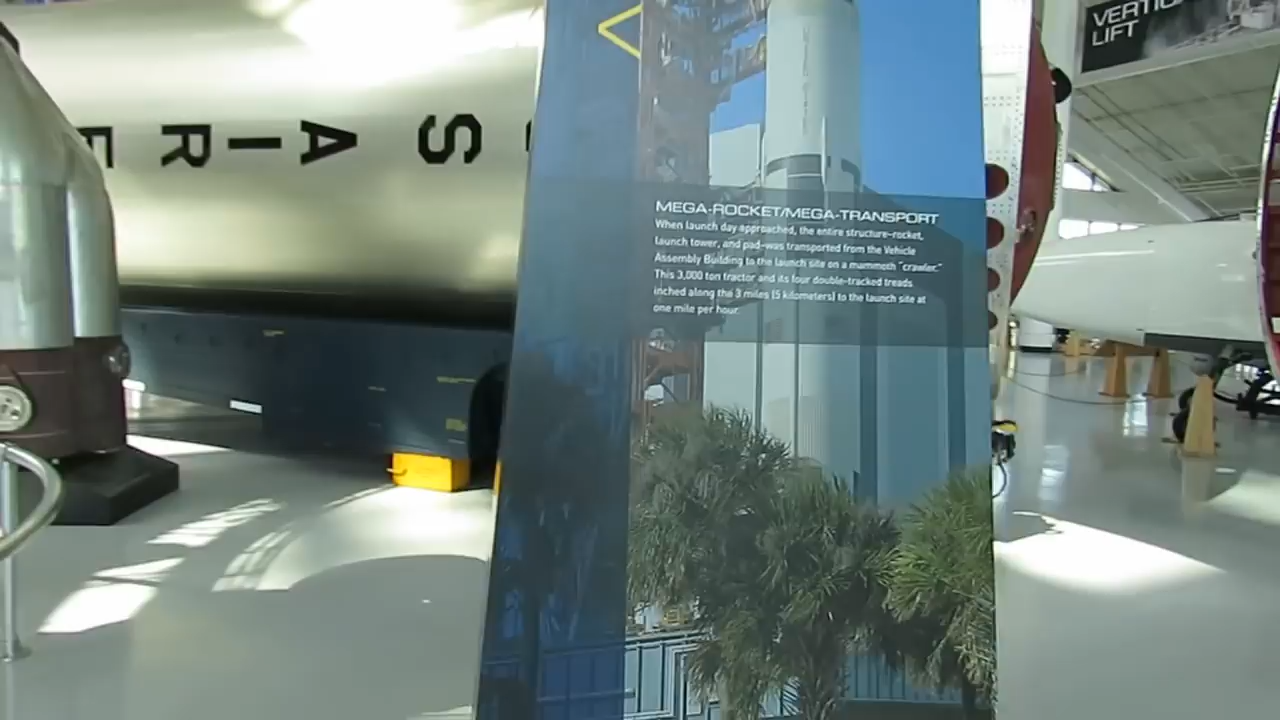 VERTIC
LIFT
E R I A S
MEGA-ROCKET/MEGA-TRANSPORT
When launch day approached, the entire structure-rocket,
launch tower, and pad-was transported from the Vehicle
Assembly Building to the launch site on a mammoth "crawler."
This 3,000 ton tractor and its four double-tracked treads
inched along the 3 miles (5 kilometers) to the launch site at
one mile per hour.